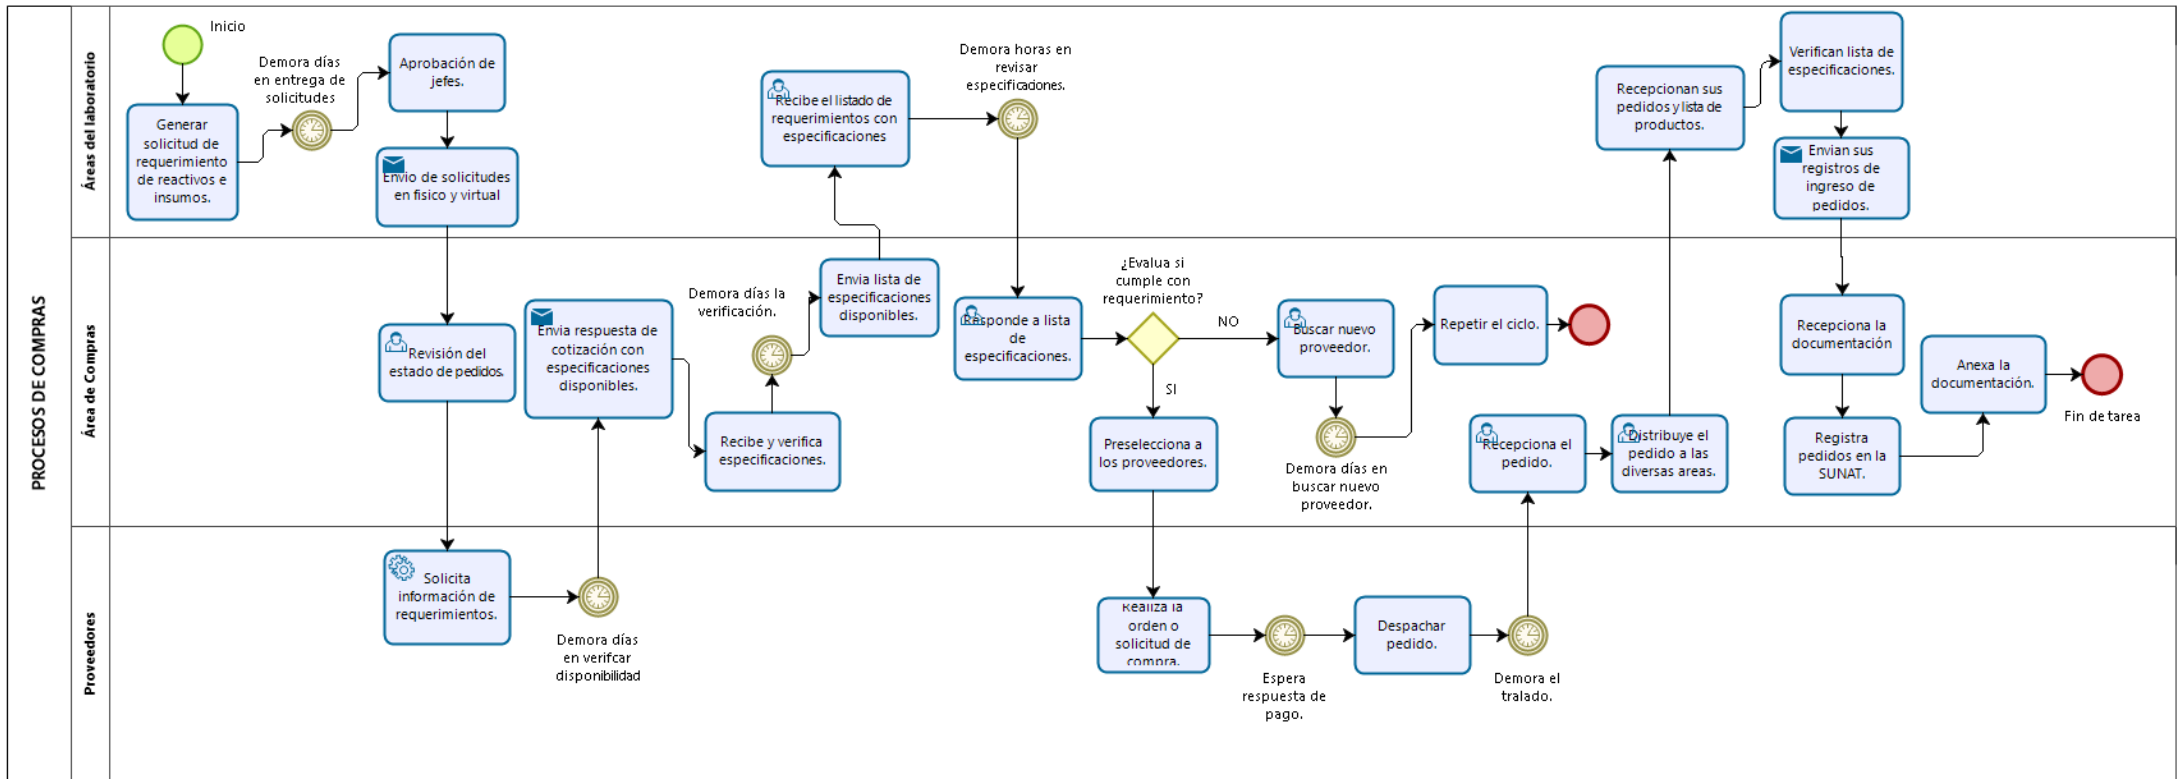 PROCESOS DE COMPRAS
Áreas del laboratorio
Inicio
Generar
solicitud de
requerimiento
de reactivos e
insumos.
Demora días
en entrega de
solicitudes
Aprobación de
jefes.
Envio de solicitudes
en fisico y virtual
Recibe el listado de
requerimientos con
especificaciones
Demora horas en
revisar
especificaciones.
Recepcionan sus
pedidos y lista de
productos.
Verifican lista de
especificaciones.
Envian sus
registros de
ingreso de
pedidos.
Área de Compras
Revisión del
estado de pedidos.
Envia respuesta de
cotización con
especificaciones
disponibles.
Recibe y verifica
especificaciones.
Demora días la
verificación.
Envia lista de
especificaciones
disponibles.
Responde a lista
de
especificaciones.
¿Evalua si
cumple con
requerimiento?
NO
SI
Buscar nuevo
proveedor.
Demora días en
buscar nuevo
proveedor.
Repetir el ciclo.
Preselecciona a
los proveedores.
Recepciona el
pedido.
Distribuye el
pedido a las
diversas areas.
Recepciona la
documentación
Registra
pedidos en la
SUNAT.
Anexa la
documentación.
Fin de tarea
Proveedores
Solicita
información de
requerimientos.
Demora días
en verifcar
disponibilidad
Realiza la
orden o
solicitud de
compra.
Espera
respuesta de
pago.
Despachar
pedido.
Demora el
tralado.